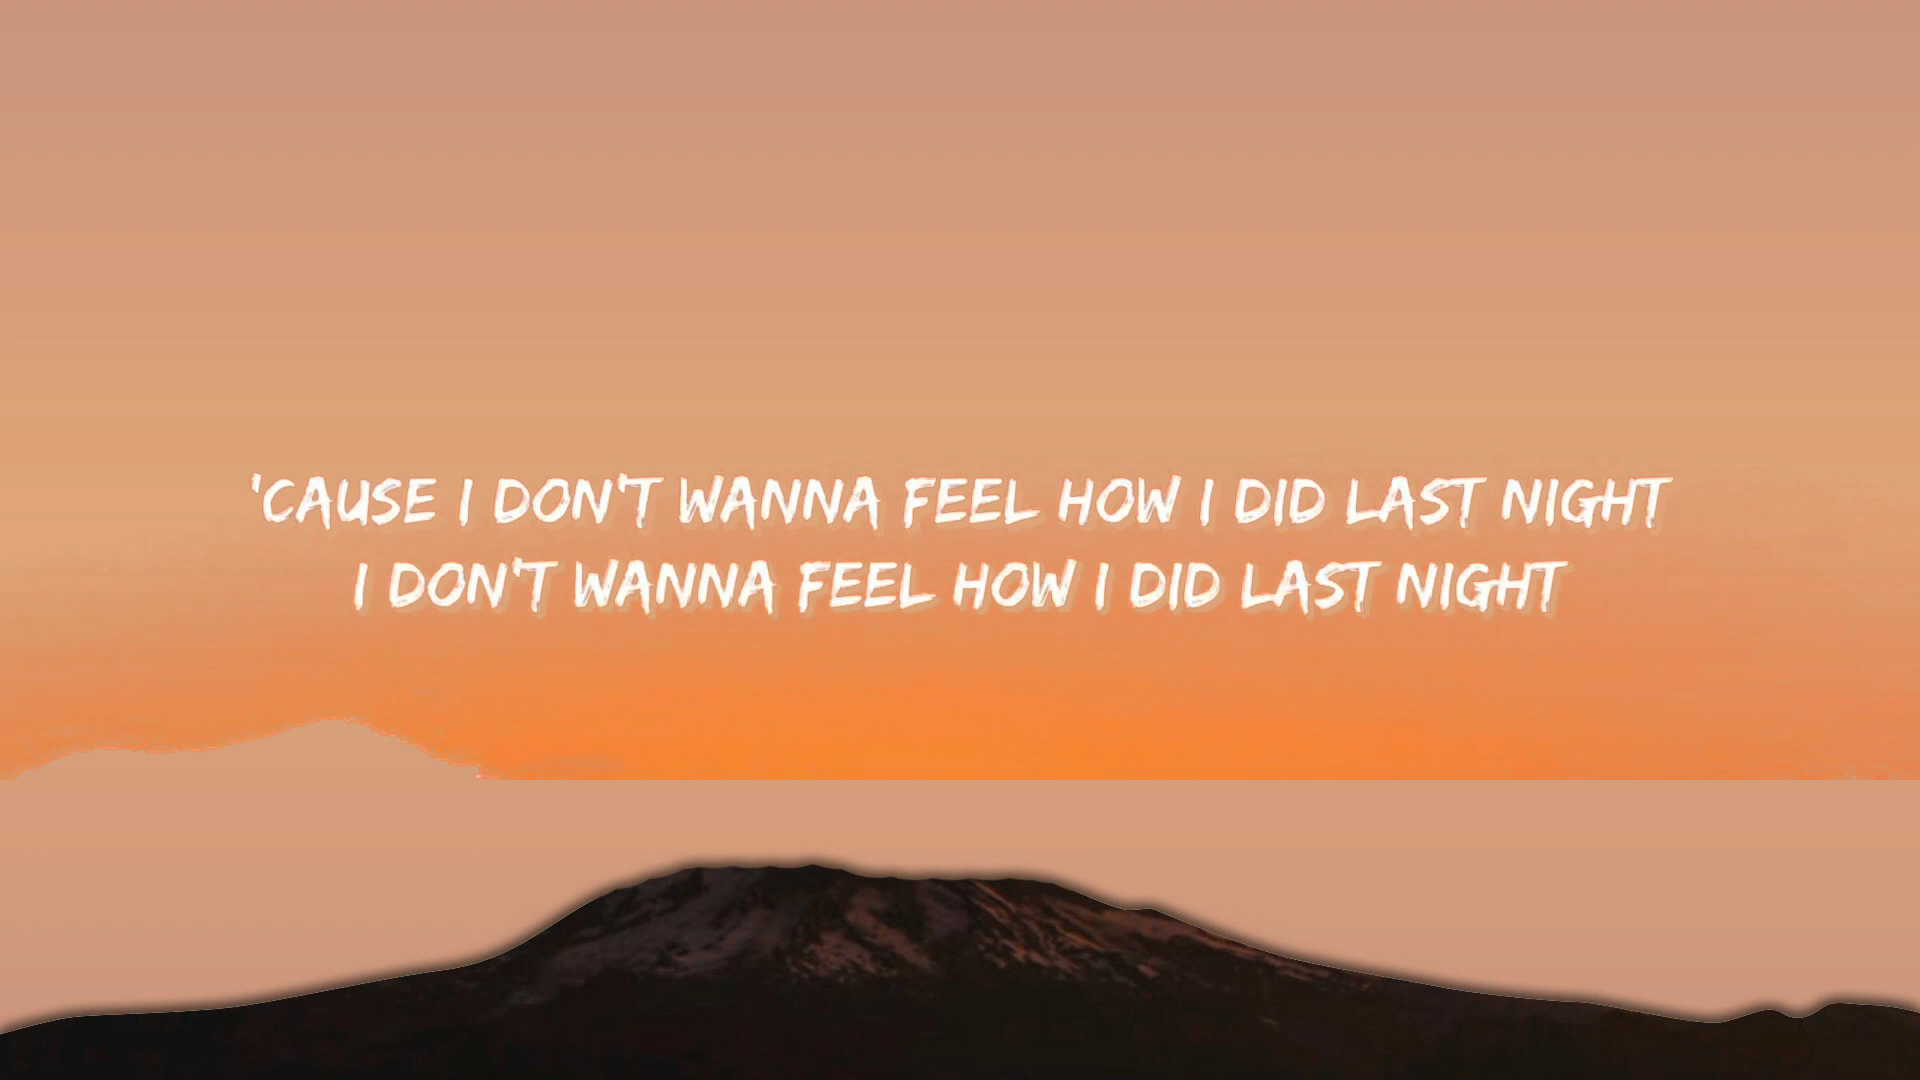 'CAUSE I DON'T WANNA FEEL HOW I DID LAST NIGHT
I DON'T WANNA FEEL HOW I DID LAST NIGHT